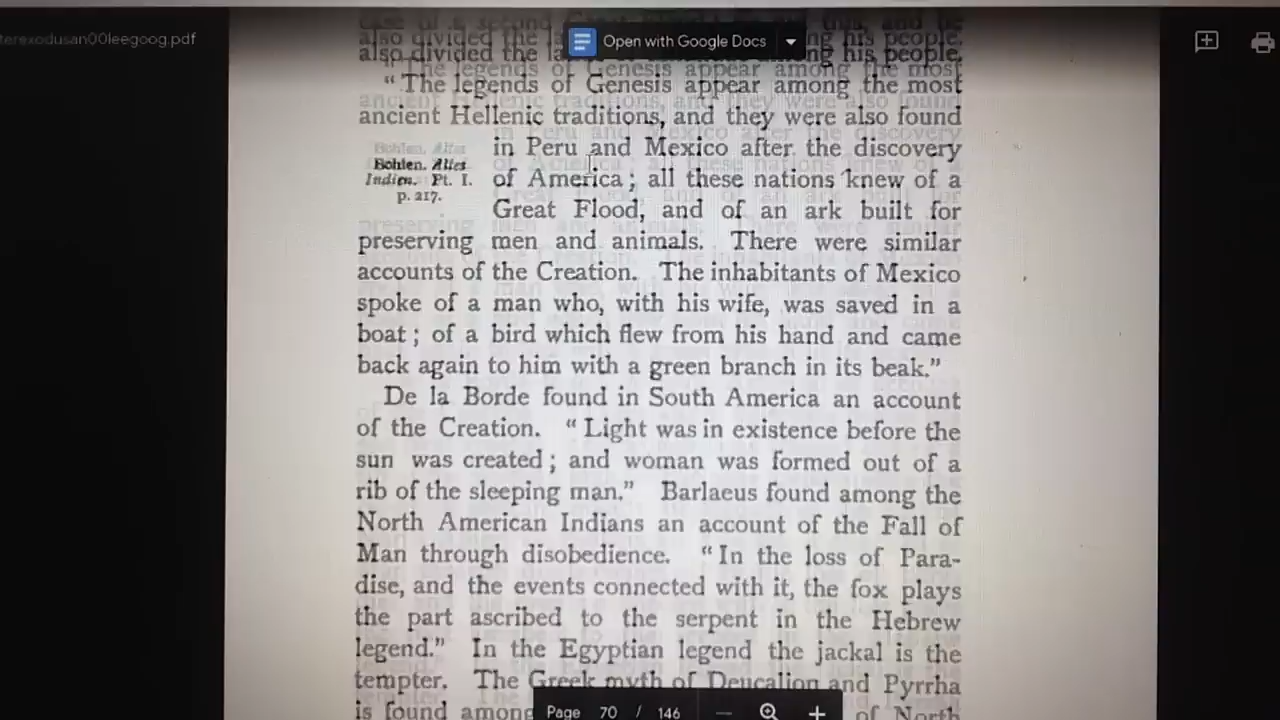 terexodusan00leegoog.pdf
Open with Google Docs
also divided the la
ng his people.
"The legends of Genesis appear among the most
ancient Hellenic traditions, and they were also found
in Peru and Mexico after the discovery
Bohlen. Altes
Indien. Pt. I.
p. 217.
of America; all these nations knew of a
Great Flood, and of an ark built for
preserving men and animals. There were similar
accounts of the Creation. The inhabitants of Mexico
spoke of a man who, with his wife, was saved in a
boat; of a bird which flew from his hand and came
back again to him with a green branch in its beak."
De la Borde found in South America an account
of the Creation. "Light was in existence before the
sun was created; and woman was formed out of a
rib of the sleeping man." Barlaeus found among the
North American Indians an account of the Fall of
Man through disobedience. "In the loss of Para-
dise, and the events connected with it, the fox plays
the part ascribed to the serpent in the Hebrew
legend." In the Egyptian legend the jackal is the
tempter. The Greek myth of Deucalion and Pyrrha
is found among
of North
Page 70 / 146